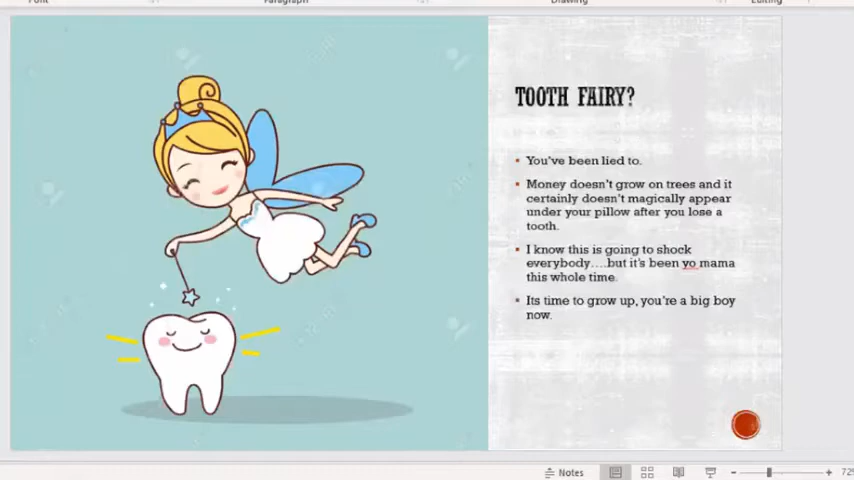 Font
Paragraph
Drawing
Editing
TOOTH FAIRY?
You've been lied to.
Money doesn't grow on trees and it
certainly doesn't magically appear
under your pillow after you lose a
tooth.
I know this is going to shock
everybody....but it's been yo mama
this whole time.
Its time to grow up, you're a big boy
now.
Notes